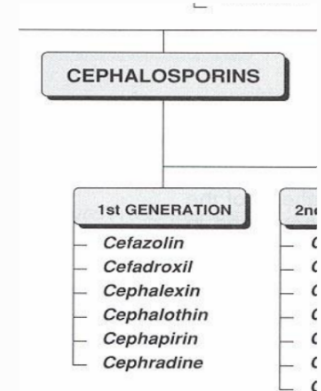 CEPHALOSPORINS
1st GENERATION
Cefazolin
Cefadroxil
Cephalexin
Cephalothin
Cephapirin
Cephradine